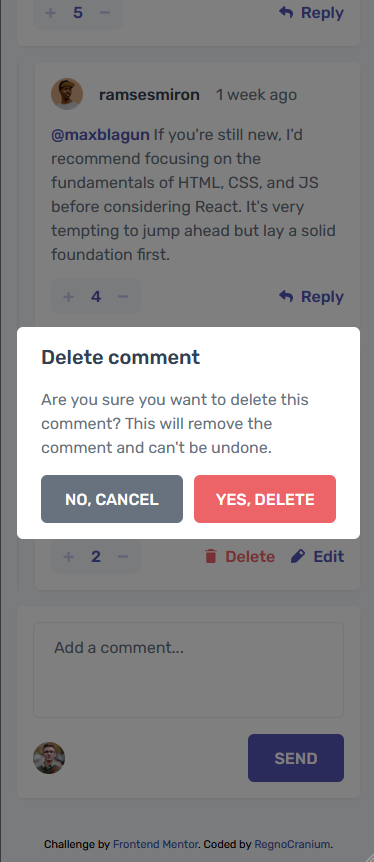 + 5 − Reply
ramsesmiron 1 week ago
@maxblagun If you're still new, I'd
recommend focusing on the
fundamentals of HTML, CSS, and JS
before considering React. It's very
tempting to jump ahead but lay a solid
foundation first.
+ 4 − Reply
Delete comment
Are you sure you want to delete this
comment? This will remove the
comment and can't be undone.
NO, CANCEL YES, DELETE
+ 2 − Delete Edit
Add a comment...
SEND
Challenge by Frontend Mentor. Coded by RegnoCranium.